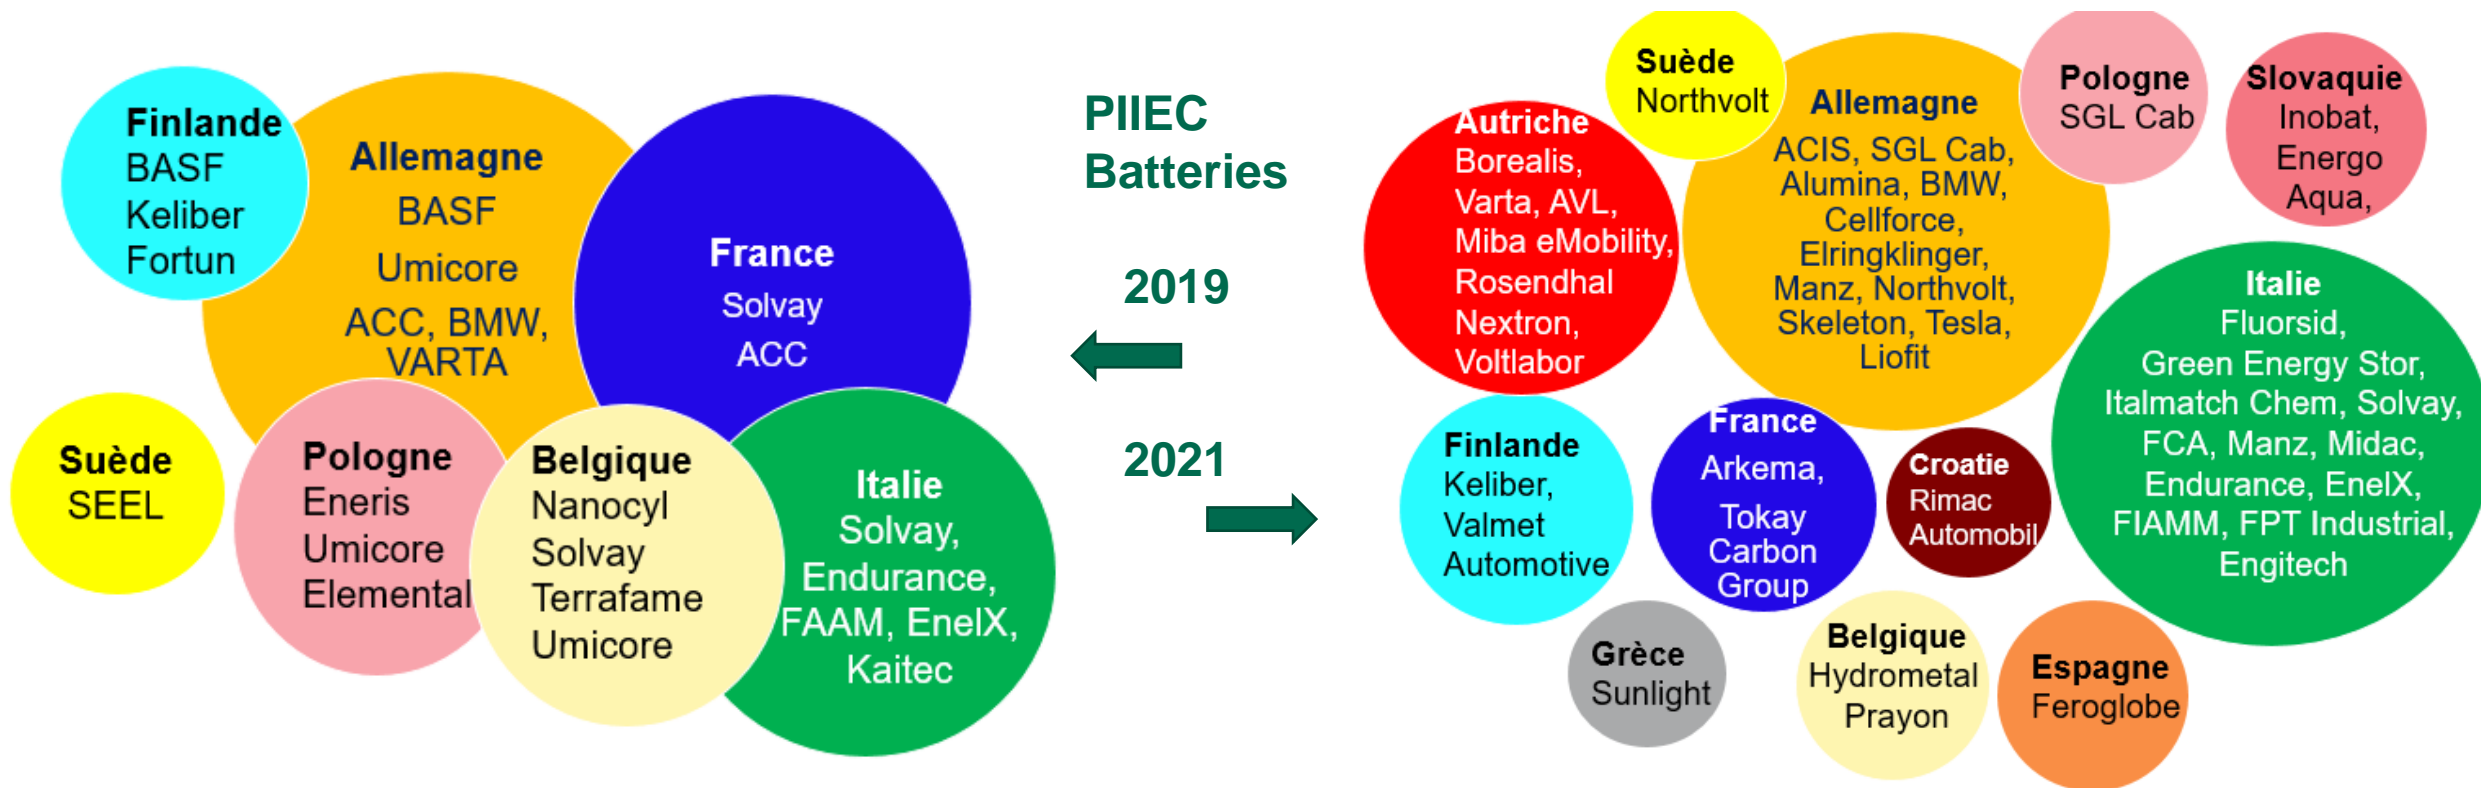 Finlande
BASF
Keliber
Fortun
Allemagne
BASF
Umicore
ACC, BMW,
VARTA
France
Solvay
ACC
Suède
SEEL
Pologne
Eneris
Umicore
Elemental
Belgique
Nanocyl
Solvay
Terrafame
Umicore
Italie
Solvay,
Endurance,
FAAM, EnelX,
Kaitec
PIIEC
Batteries
2019
2021
Autriche
Borealis,
Varta, AVL,
Miba eMobility,
Rosendhal
Nextron,
Voltlabor
Suède
Northvolt
Allemagne
ACIS, SGL Cab,
Alumina, BMW,
Cellforce,
Elringklinger,
Manz, Northvolt,
Skeleton, Tesla,
Liofit
Pologne
SGL Cab
Slovaquie
Inobat,
Energo
Aqua,
Italie
Fluorsid,
Green Energy Stor,
Italmatch Chem, Solvay,
FCA, Manz, Midac,
Endurance, EnelX,
FIAMM, FPT Industrial,
Engitech
Finlande
Keliber,
Valmet
Automotive
France
Arkema,
Tokay
Carbon
Group
Croatie
Rimac
Automobil
Grèce
Sunlight
Belgique
Hydrometal
Prayon
Espagne
Feroglobe